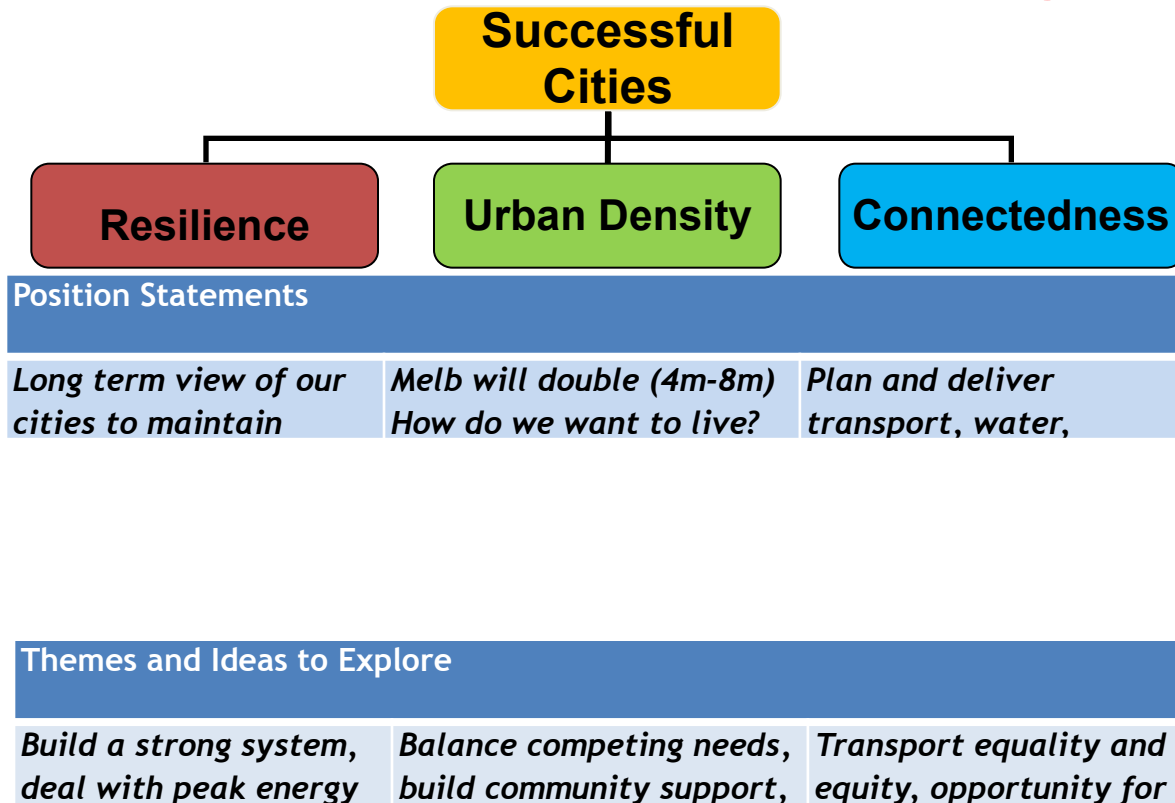 Successful
Cities
Resilience
Urban Density
Connectedness
Position Statements
Long term view of our
cities to maintain
Melb will double (4m-8m)
How do we want to live?
Plan and deliver
transport, water,
Themes and Ideas to Explore
Build a strong system,
deal with peak energy
Balance competing needs,
build community support,
Transport equality and
equity, opportunity for